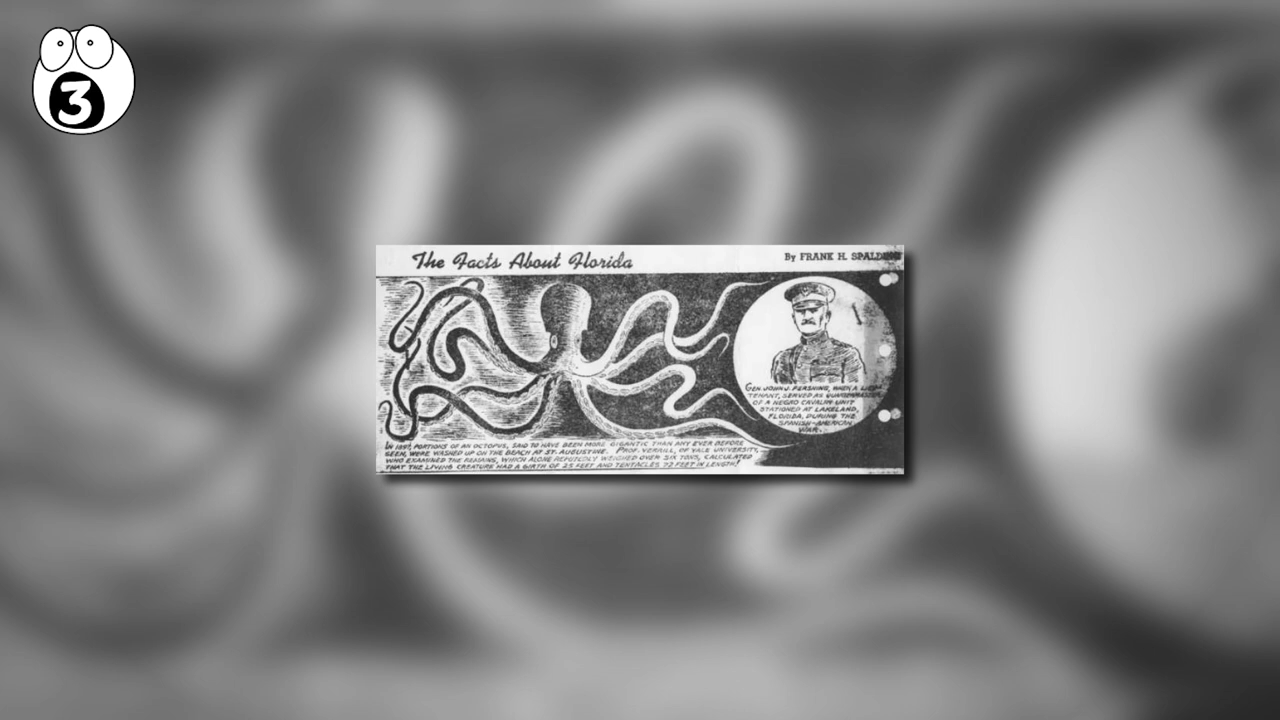 3
The Facts About Florida
By FRANK H. SPALDING
GEN. JOHN J. PERSHING, WHEN A LIEU-
TENANT, SERVED AS QUARTERMASTER
OF A NEGRO CAVALRY UNIT
STATIONED AT LAKELAND,
FLORIDA, DURING THE
SPANISH-AMERICAN
WAR.
IN 1897, PORTIONS OF AN OCTOPUS, SAID TO HAVE BEEN MORE GIGANTIC THAN ANY EVER BEFORE
SEEN, WERE WASHED UP ON THE BEACH AT ST. AUGUSTINE. PROF. VERRILL, OF YALE UNIVERSITY,
WHO EXAMINED THE REMAINS, WHICH ALONE REPUTEDLY WEIGHED OVER SIX TONS, CALCULATED
THAT THE LIVING CREATURE HAD A GIRTH OF 25 FEET AND TENTACLES 72 FEET IN LENGTH!